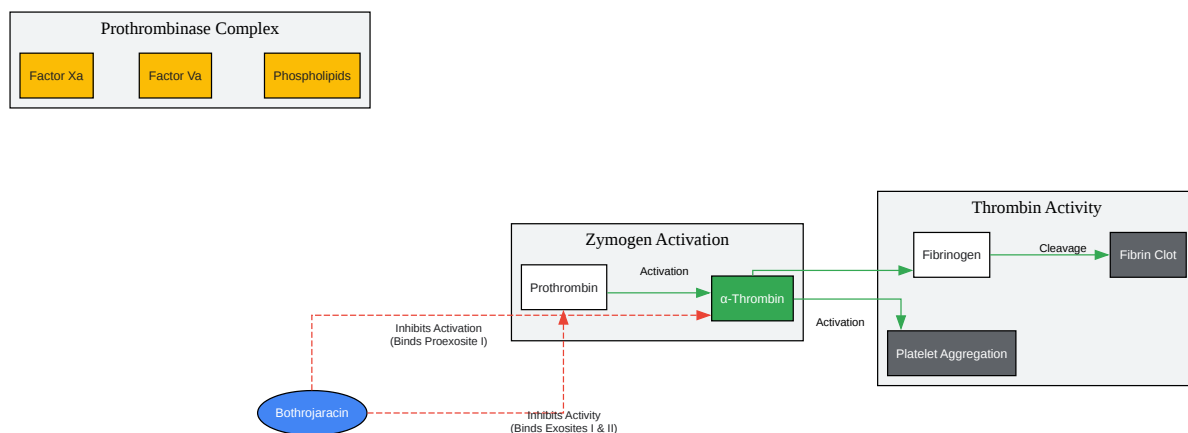 Prothrombinase Complex
Factor Xa
Factor Va
Phospholipids
Thrombin Activity
Zymogen Activation
Fibrinogen
Cleavage
Fibrin Clot
Prothrombin
Activation
α-Thrombin
Activation
Inhibits Activation
(Binds Proexosite I)
Platelet Aggregation
Bothrojaracin
Inhibits Activity
(Binds Exosites I & II)